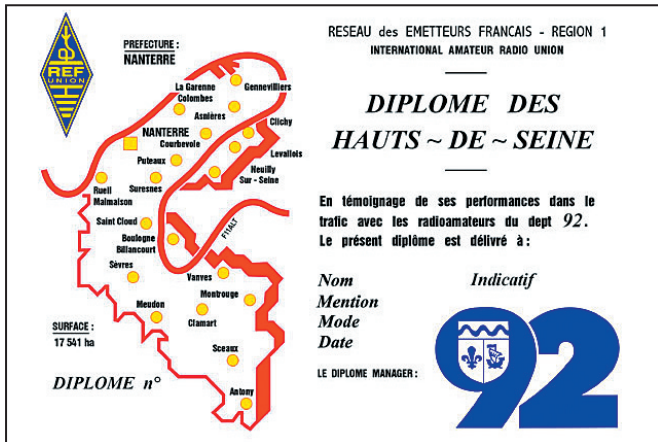 REF
UNION
PREFECTURE :
NANTERRE
La Garenne
Colombes
Gennevilliers
Asnières
Clichy
NANTERRE
Courbevoie
Levallois
Puteaux
Neuilly
Sur - Seine
Rueil
Malmaison
Suresnes
Saint Cloud
F11ALT
Boulogne
Billancourt
Sèvres
Vanves
Montrouge
Meudon
Clamart
SURFACE :
17 541 ha
Sceaux
DIPLOME n°
Antony
RESEAU des EMETTEURS FRANCAIS - REGION 1
INTERNATIONAL AMATEUR RADIO UNION
DIPLOME DES
HAUTS ~ DE ~ SEINE
En témoignage de ses performances dans le
trafic avec les radioamateurs du dept 92.
Le présent diplôme est délivré à :
Nom Indicatif
Mention
Mode
Date
LE DIPLOME MANAGER :
92